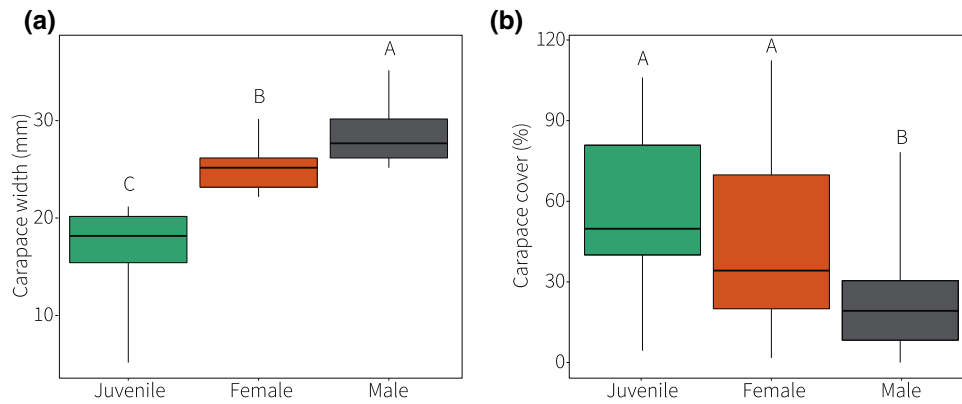 (a)
Carapace width (mm)
30
20
10
C
B
A
Juvenile Female Male
(b)
Carapace cover (%)
120
90
60
30
0
A
A
B
Juvenile Female Male